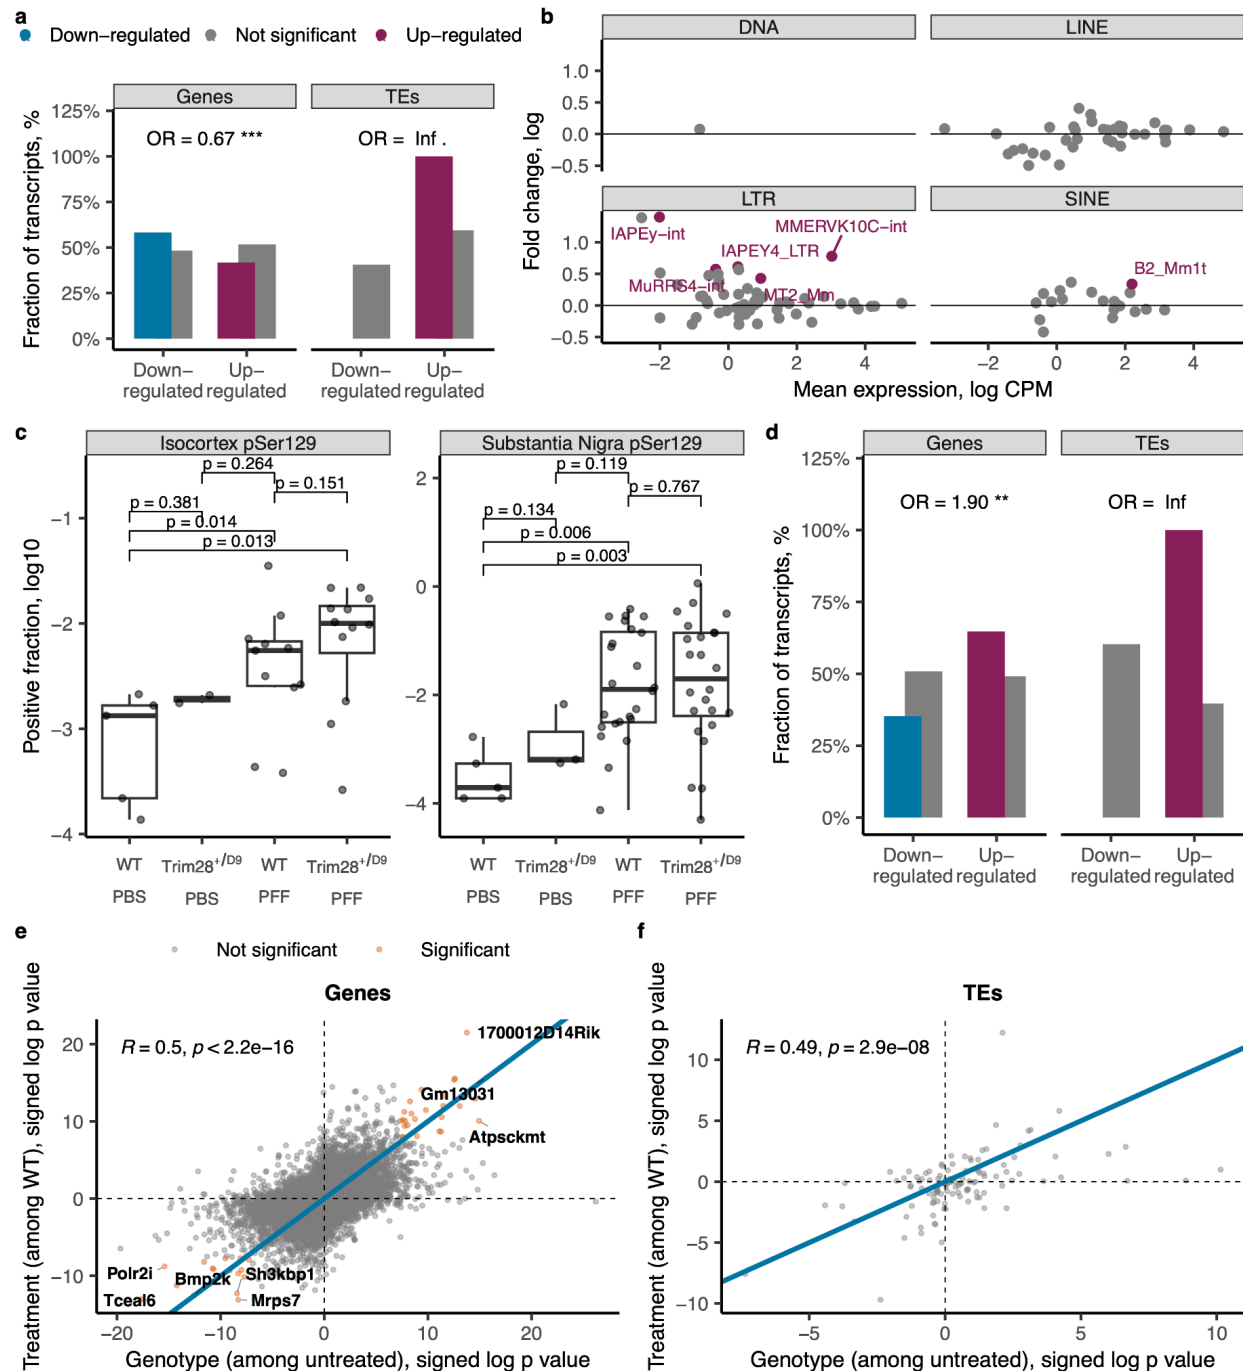 a
Down−regulated Not significant Up−regulated
Genes TEs
Fraction of transcripts, %
125%
100%
75%
50%
25%
0%
OR = 0.67 ***
OR = Inf .
Down−
regulated
Up−
regulated
Down−
regulated
Up−
regulated
b
DNA LINE
LTR SINE
Fold change, log
1.0
0.5
0.0
−0.5
1.0
0.5
0.0
−0.5
IAPEy−int
IAPEY4_LTR
MMERVK10C−int
MuRRS4−int
MT2_Mm
B2_Mm1t
−2 0 2 4
−2 0 2 4
Mean expression, log CPM
c
Isocortex pSer129
Positive fraction, log10
−1
−2
−3
−4
p = 0.264
p = 0.151
p = 0.381
p = 0.014
p = 0.013
WT Trim28+/D9 WT Trim28+/D9
PBS PBS PFF PFF
Substantia Nigra pSer129
2
0
−2
−4
p = 0.119
p = 0.767
p = 0.134
p = 0.006
p = 0.003
WT Trim28+/D9 WT Trim28+/D9
PBS PBS PFF PFF
d
Genes TEs
Fraction of transcripts, %
125%
100%
75%
50%
25%
0%
OR = 1.90 **
OR = Inf
Down−
regulated
Up−
regulated
Down−
regulated
Up−
regulated
e
Not significant Significant
Genes
Treatment (among WT), signed log p value
20
10
0
−10
R = 0.5, p < 2.2e−16
1700012D14Rik
Gm13031
Atpsckmt
Polr2i
Bmp2k
Sh3kbp1
Tceal6
Mrps7
−20 −10 0 10 20
Genotype (among untreated), signed log p value
f
TEs
Treatment (among WT), signed log p value
10
5
0
−5
−10
R = 0.49, p = 2.9e−08
−5 0 5 10
Genotype (among untreated), signed log p value